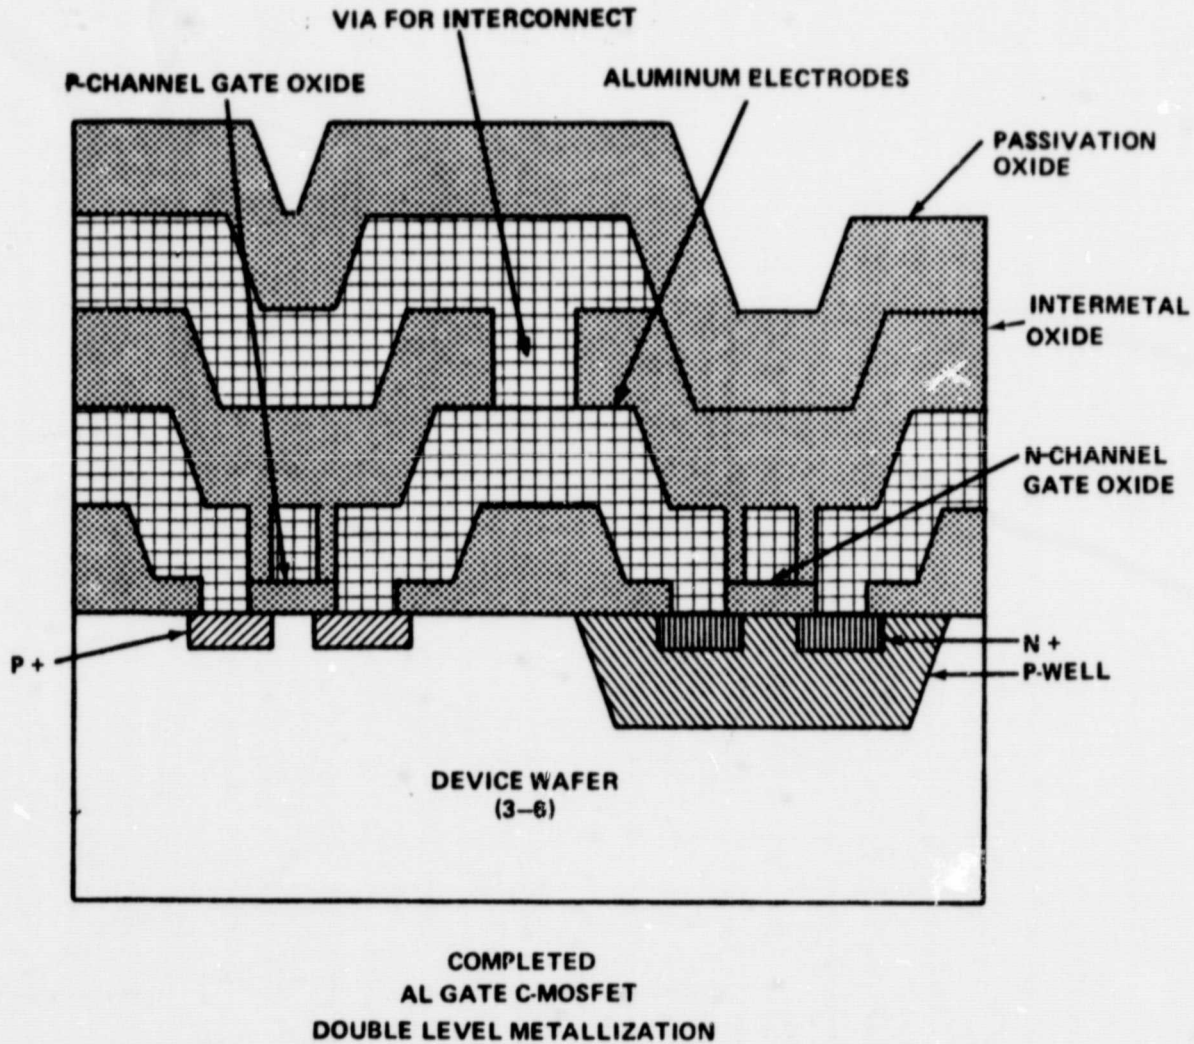 VIA FOR INTERCONNECT
P-CHANNEL GATE OXIDE
ALUMINUM ELECTRODES
PASSIVATION
OXIDE
INTERMETAL
OXIDE
N-CHANNEL
GATE OXIDE
P +
N +
P-WELL
DEVICE WAFER
(3–6)
COMPLETED
AL GATE C-MOSFET
DOUBLE LEVEL METALLIZATION